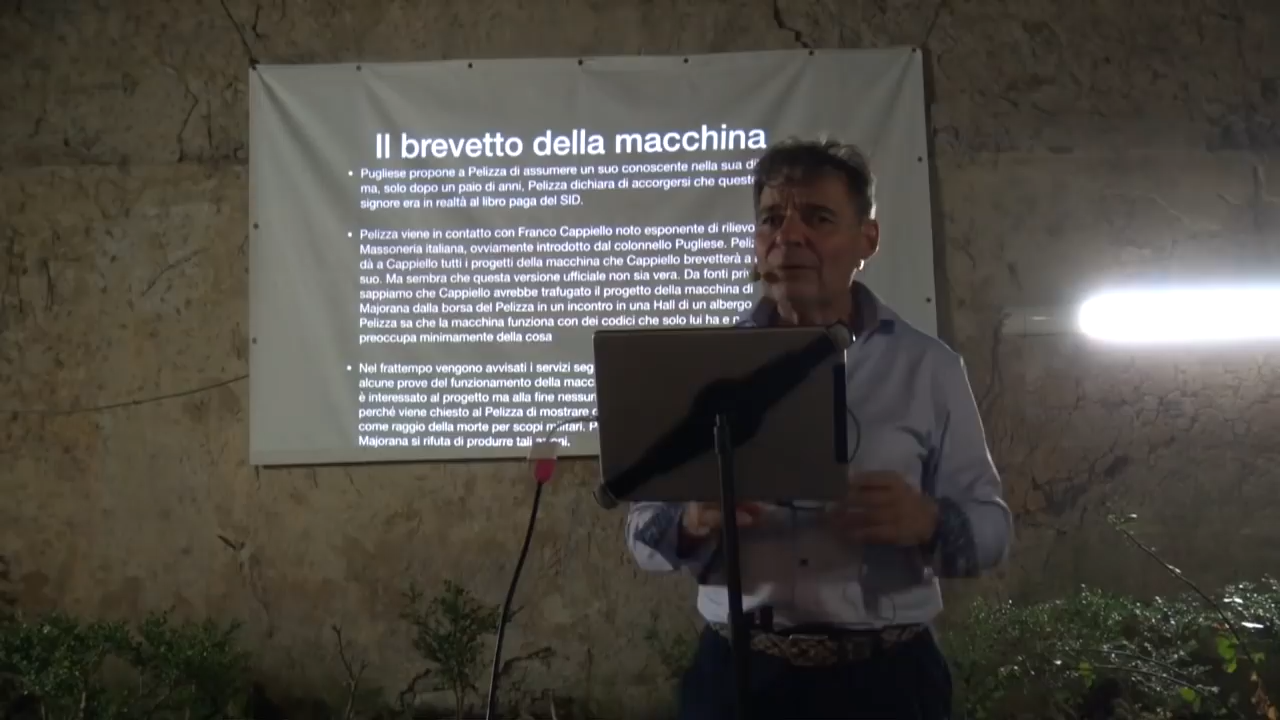 Il brevetto della macchina
• Pugliese propone a Pelizza di assumere un suo conoscente nella sua
ma, solo dopo un paio di anni, Pelizza dichiara di accorgersi che
signore era in realtà al libro paga del SID.
• Pelizza viene in contatto con Franco Cappiello noto esponente di rilievo
Massoneria italiana, ovviamente introdotto dal colonnello Pugliese.
dà a Cappiello tutti i progetti della macchina che Cappiello brevetterà a
suo. Ma sembra che questa versione ufficiale non sia vera. Da fonti
sappiamo che Cappiello avrebbe trafugato il progetto della macchina di
Majorana dalla borsa del Pelizza in un incontro in una Hall di un albergo
Pelizza sa che la macchina funziona con dei codici che solo lui ha e
preoccupa minimamente della cosa
• Nel frattempo vengono avvisati i servizi
alcune prove del funzionamento della
è interessato al progetto ma alla fine
perché viene chiesto al Pelizza di mostrare
come raggio della morte per scopi militari.
Majorana si rifiuta di produrre tali